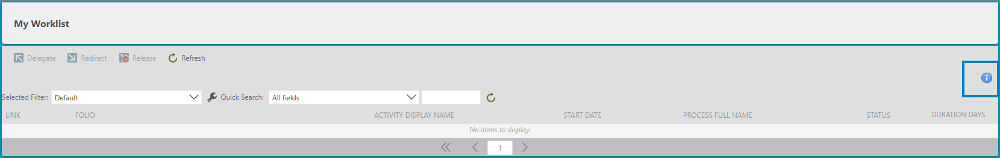 My Worklist
Delegate Redirect Release Refresh
Selected Filter: Default Quick Search: All fields
LINK FOLIO ACTIVITY DISPLAY NAME START DATE PROCESS FULL NAME STATUS DURATION DAYS
No items to display.
1